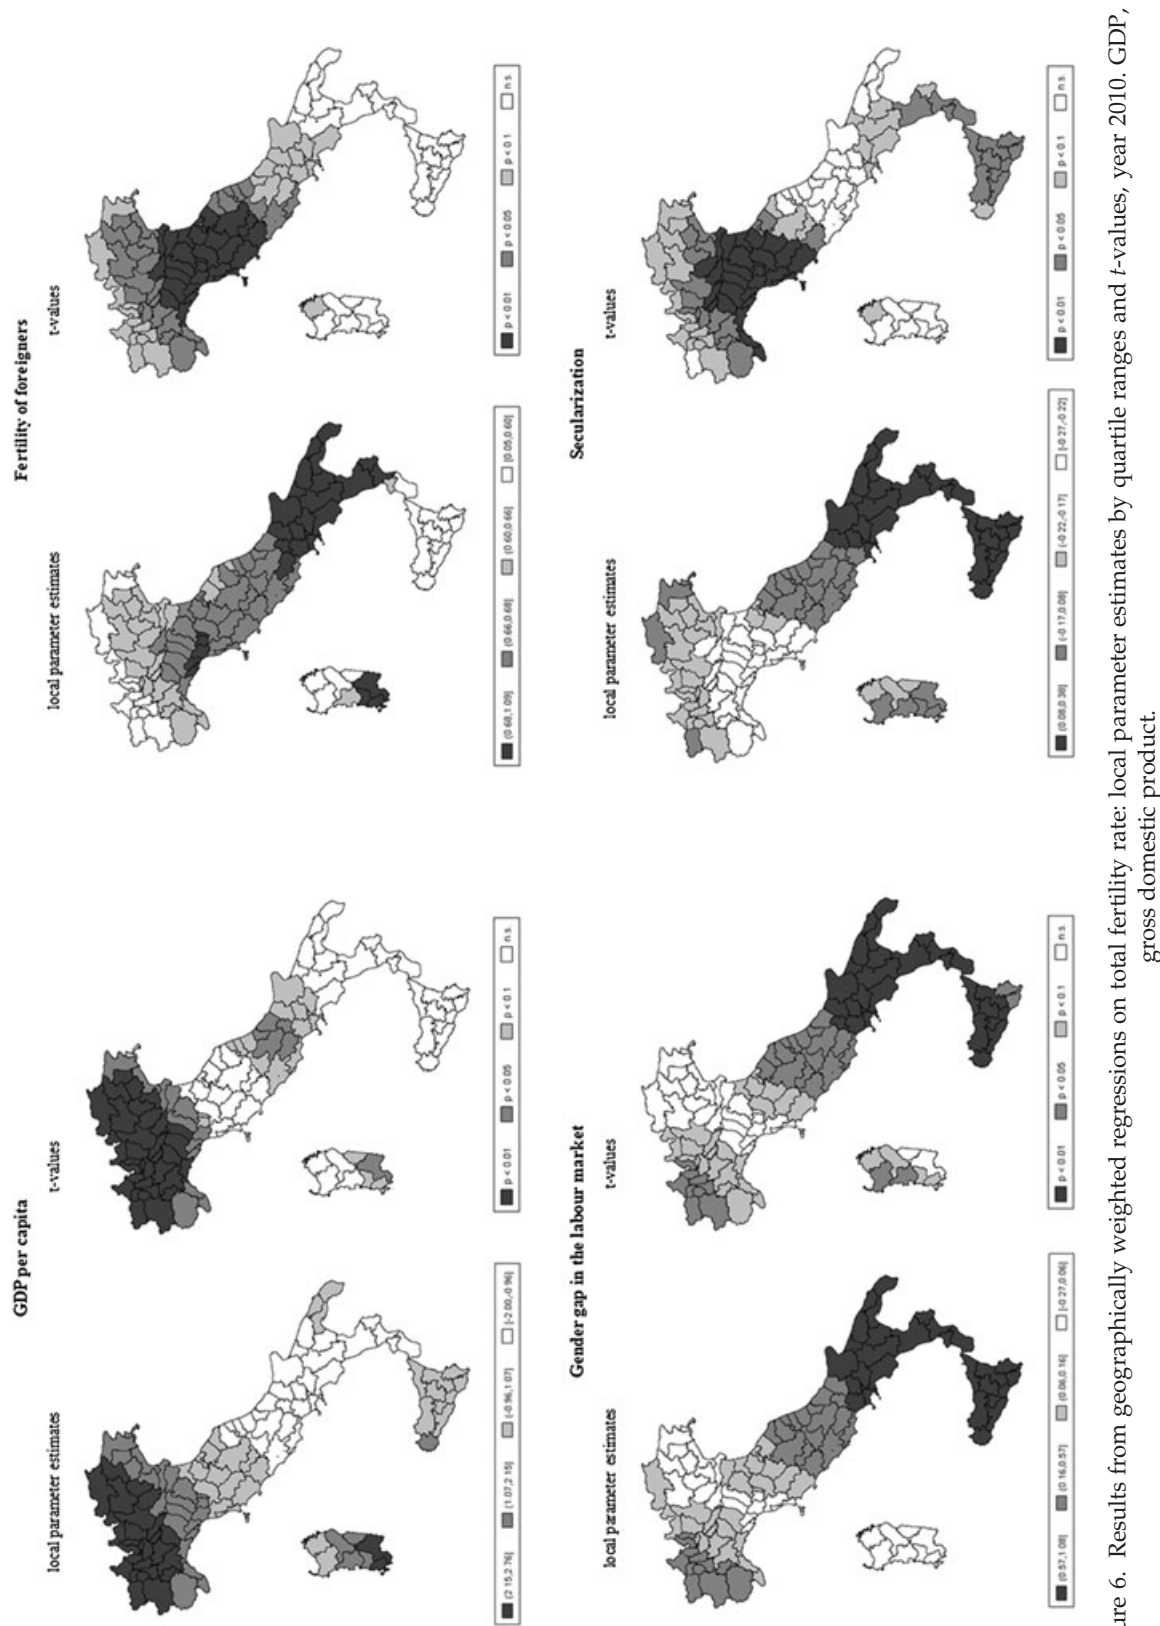 GDP per capita
local parameter estimates
t-values
(2.15,2.76]
(1.07,2.15]
(-0.96,1.07]
[-2.00,-0.96]
p < 0.01
p < 0.05
p < 0.1
n.s.
Fertility of foreigners
local parameter estimates
t-values
(0.68,1.09]
(0.66,0.68]
(0.60,0.66]
[0.05,0.60]
p < 0.01
p < 0.05
p < 0.1
n.s.
Gender gap in the labour market
local parameter estimates
t-values
(0.57,1.08]
(0.16,0.57]
(0.06,0.16]
[-0.27,0.06]
p < 0.01
p < 0.05
p < 0.1
n.s.
Secularization
local parameter estimates
t-values
(0.08,0.38]
(-0.17,0.08]
(-0.22,-0.17]
[-0.27,-0.22]
p < 0.01
p < 0.05
p < 0.1
n.s.
ure 6. Results from geographically weighted regressions on total fertility rate: local parameter estimates by quartile ranges and t-values, year 2010. GDP,
gross domestic product.